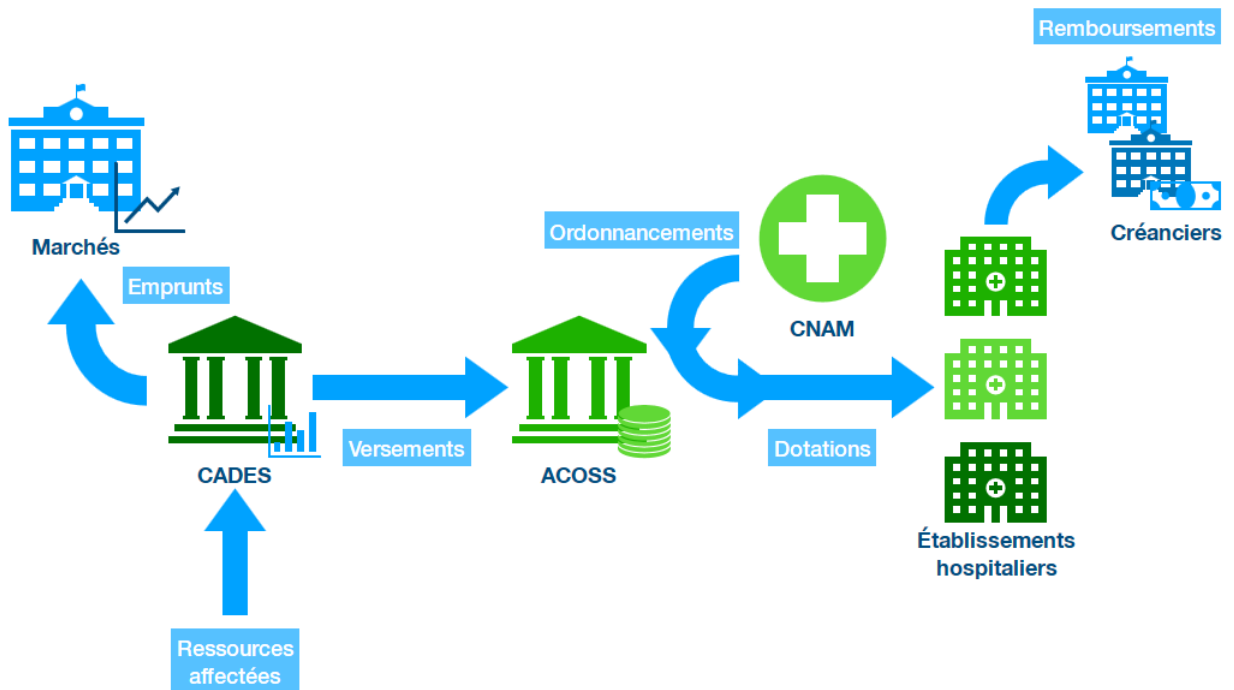 Remboursements
Marchés
Emprunts
Ordonnancements
Créanciers
CNAM
Versements
Dotations
CADES
ACOSS
Établissements
hospitaliers
Ressources
affectées